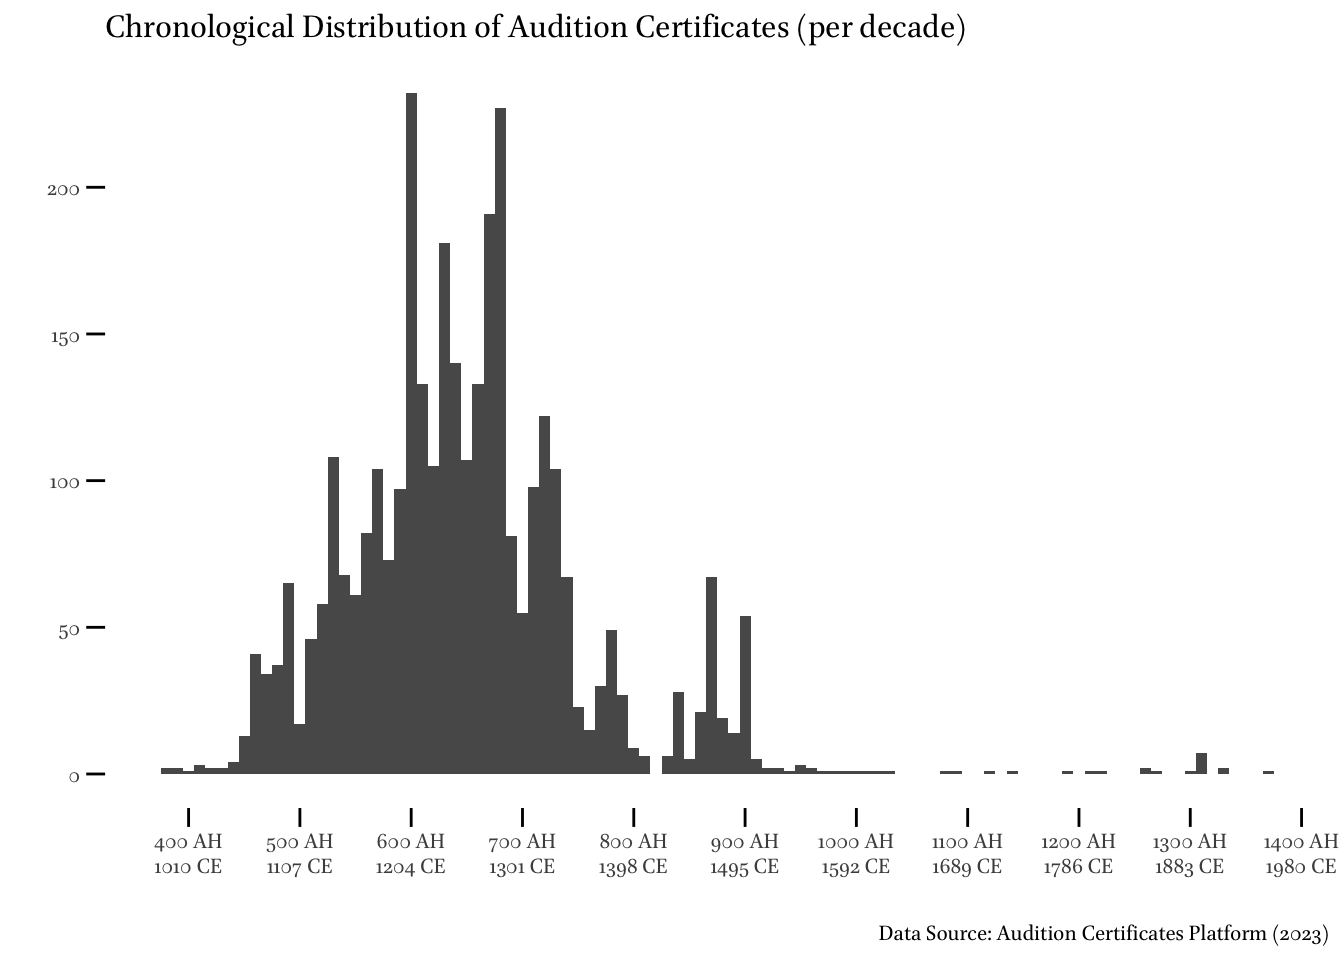 Chronological Distribution of Audition Certificates (per decade)
200
150
100
50
0
400 AH 500 AH 600 AH 700 AH 800 AH 900 AH 1000 AH 1100 AH 1200 AH 1300 AH 1400 AH
1010 CE 1107 CE 1204 CE 1301 CE 1398 CE 1495 CE 1592 CE 1689 CE 1786 CE 1883 CE 1980 CE
Data Source: Audition Certificates Platform (2023)